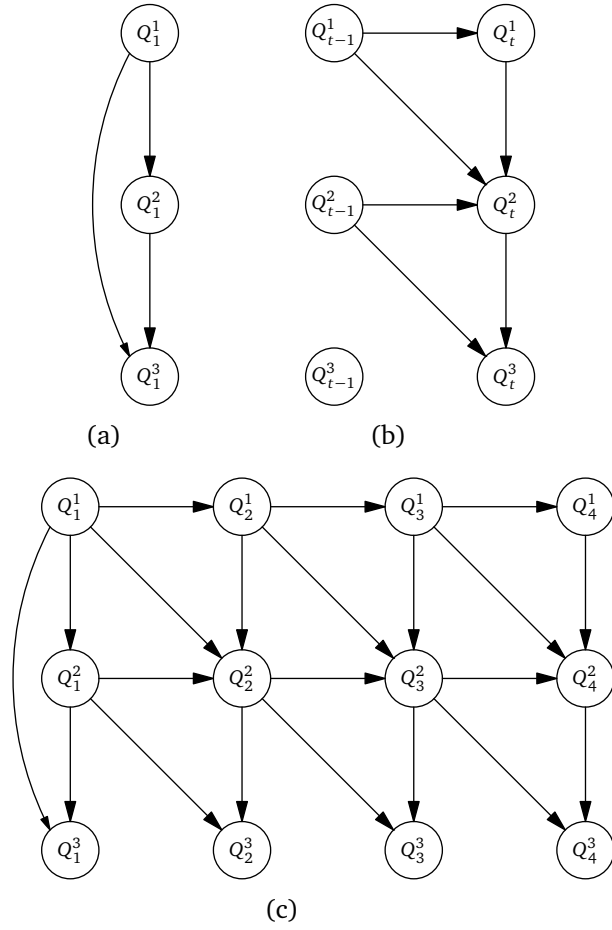 Q_1^1 Q_{t-1}^1 Q_t^1
Q_1^2 Q_{t-1}^2 Q_t^2
Q_1^3 Q_{t-1}^3 Q_t^3
(a) (b)
Q_1^1 Q_2^1 Q_3^1 Q_4^1
Q_1^2 Q_2^2 Q_3^2 Q_4^2
Q_1^3 Q_2^3 Q_3^3 Q_4^3
(c)